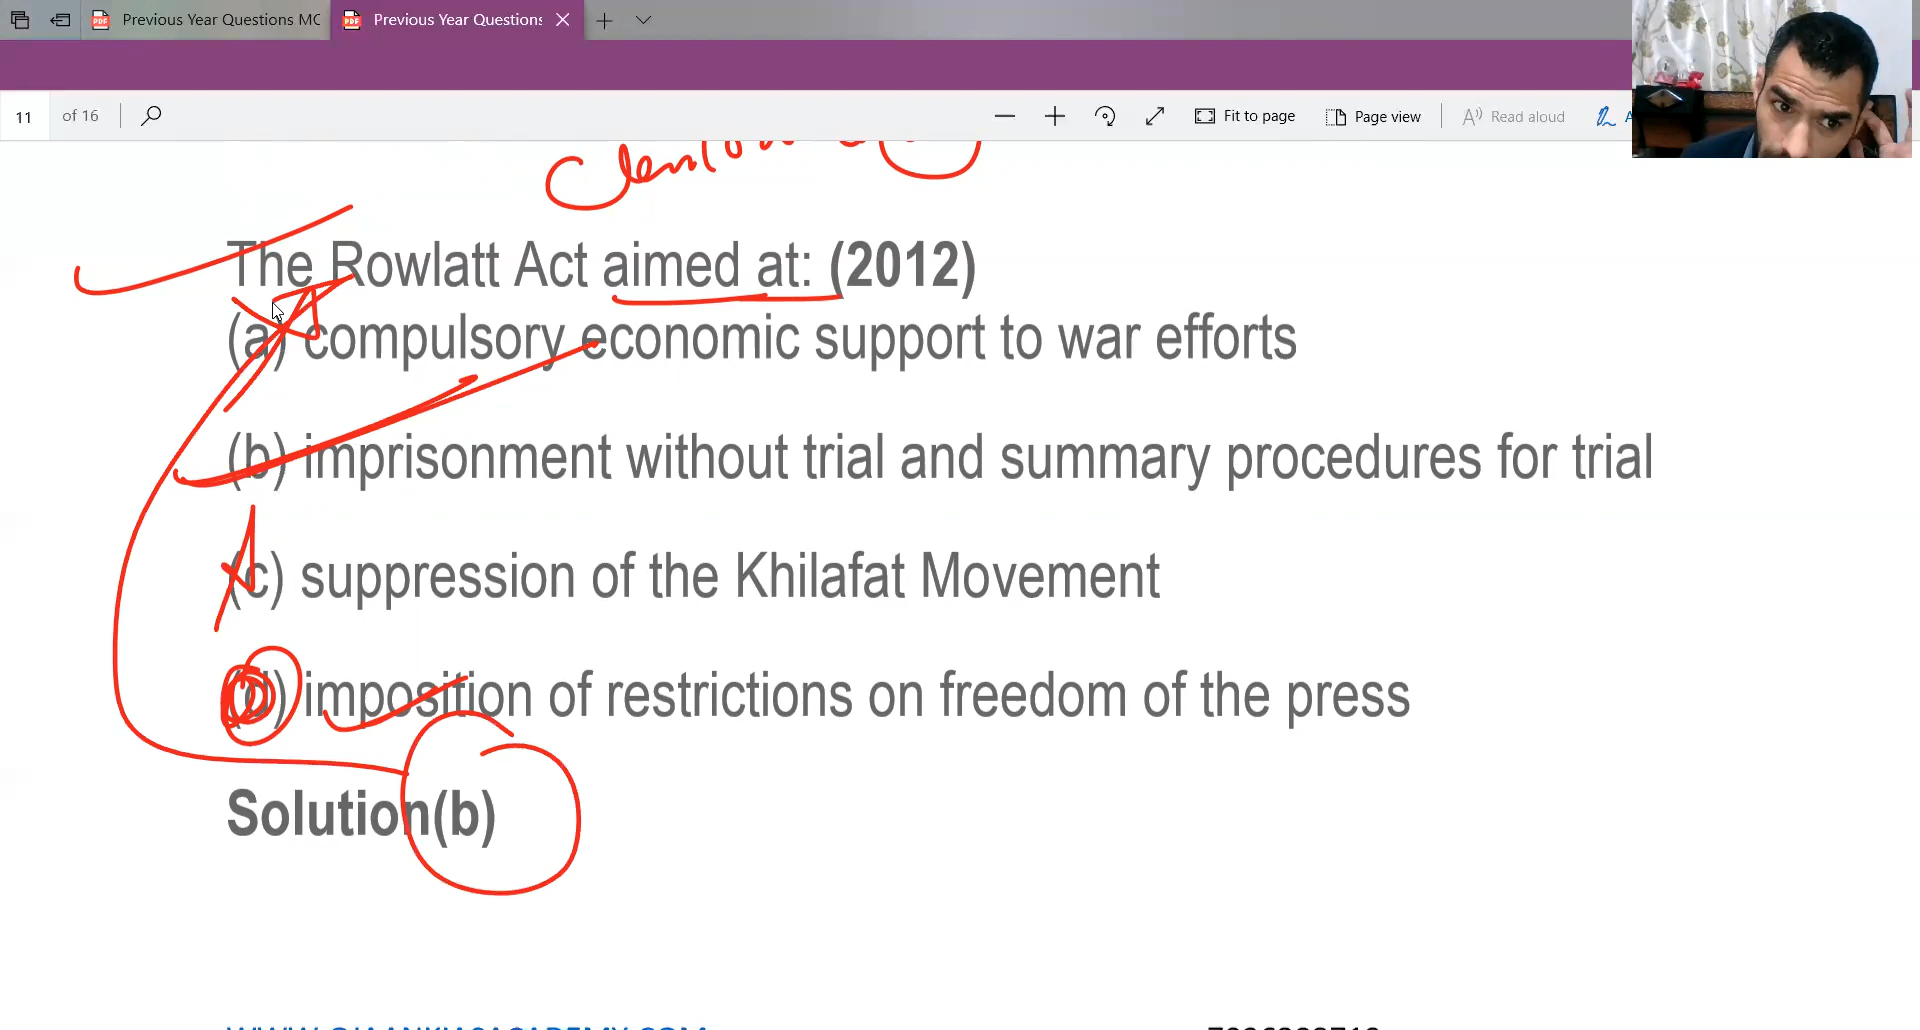 Previous Year Questions MC
Previous Year Questions
11 of 16
Fit to page
Page view
Read aloud
The Rowlatt Act aimed at: (2012)
(a) compulsory economic support to war efforts
(b) imprisonment without trial and summary procedures for trial
(c) suppression of the Khilafat Movement
(d) imposition of restrictions on freedom of the press
Solution(b)